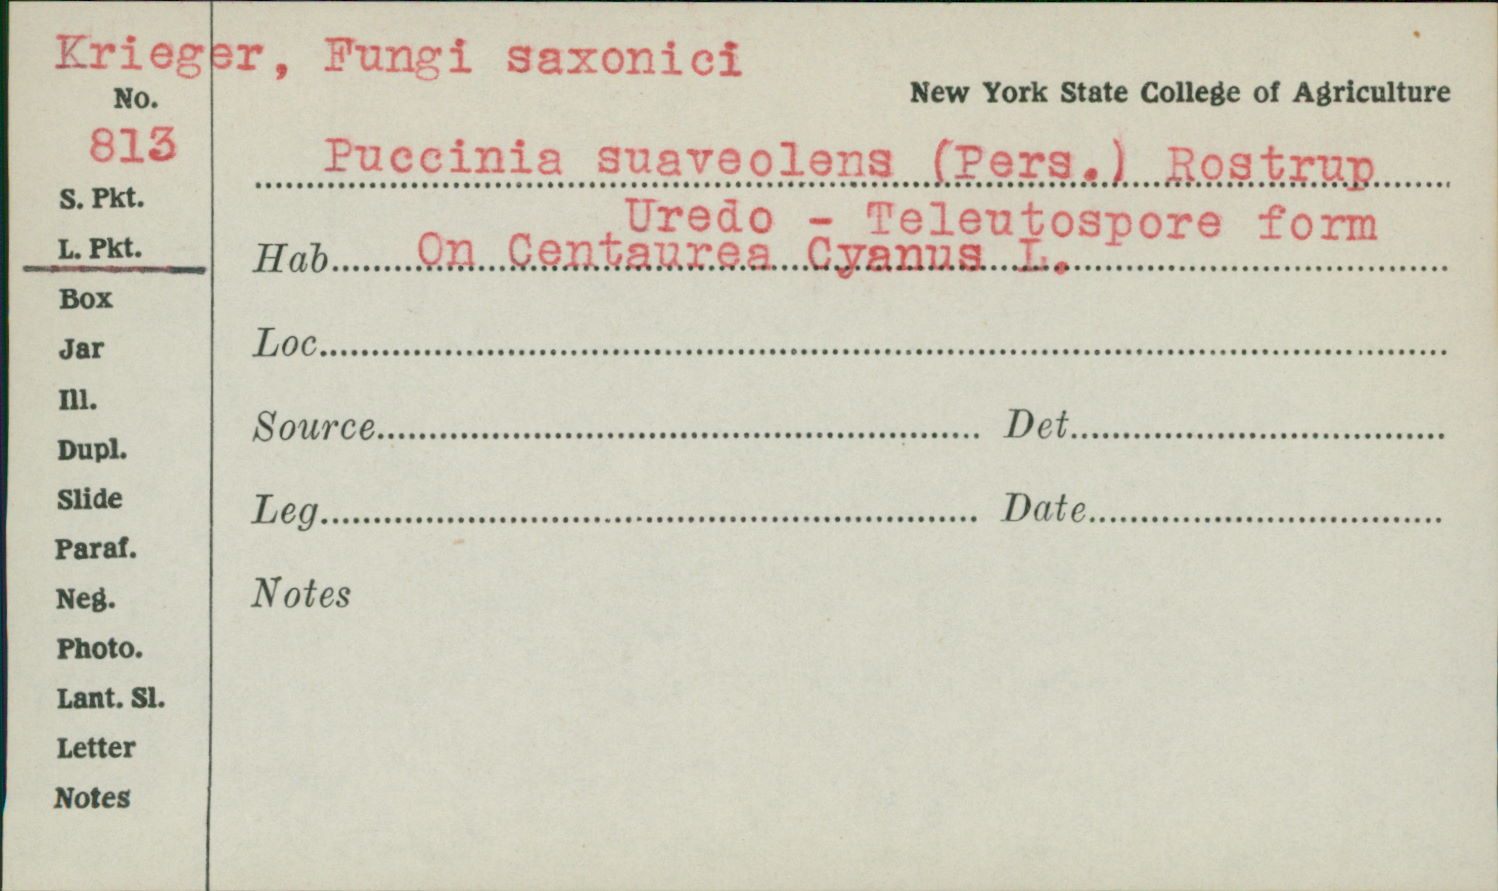 Krieger, Fungi saxonici
No.
New York State College of Agriculture
813
Puccinia suaveolens (Pers.) Rostrup
S. Pkt.
Uredo - Teleutospore form
L. Pkt.
Hab. On Centaurea Cyanus L.
Box
Jar
Loc.
Ill.
Source Det.
Dupl.
Slide
Leg. Date
Paraf.
Neg.
Notes
Photo.
Lant. Sl.
Letter
Notes